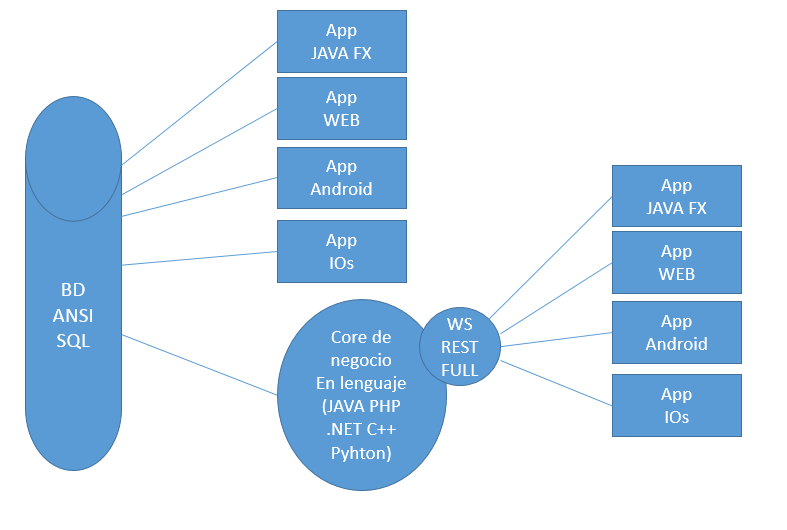 App
JAVA FX
App
WEB
App
Android
App
IOs
BD
ANSI
SQL
Core de
negocio
En lenguaje
(JAVA PHP
.NET C++
Pyhton)
WS
REST
FULL
App
JAVA FX
App
WEB
App
Android
App
IOs